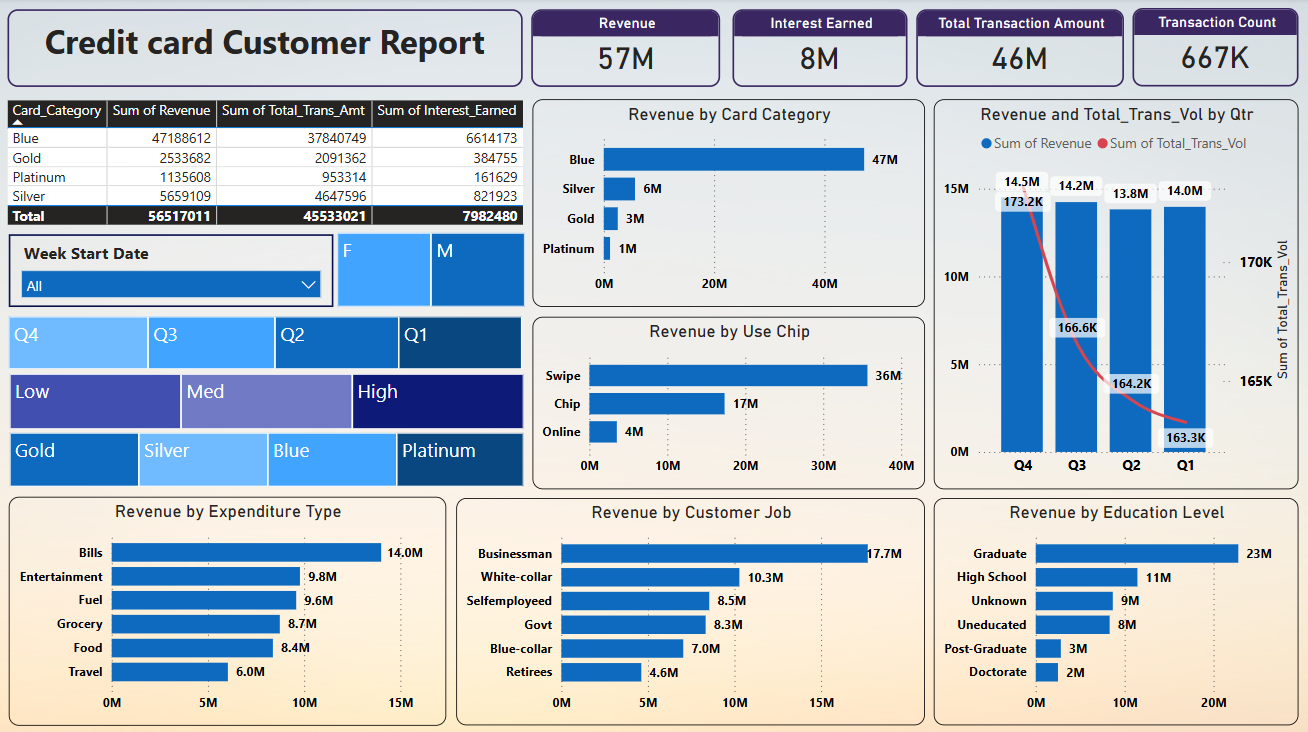 Credit card Customer Report
Revenue
57M
Interest Earned
8M
Total Transaction Amount
46M
Transaction Count
667K
Card_Category Sum of Revenue Sum of Total_Trans_Amt Sum of Interest_Earned
Blue 47188612 37840749 6614173
Gold 2533682 2091362 384755
Platinum 1135608 953314 161629
Silver 5659109 4647596 821923
Total 56517011 45533021 7982480
Week Start Date
All
F M
Q4 Q3 Q2 Q1
Low Med High
Gold Silver Blue Platinum
Revenue by Card Category
Blue 47M
Silver 6M
Gold 3M
Platinum 1M
0M 20M 40M
Revenue by Use Chip
Swipe 36M
Chip 17M
Online 4M
0M 10M 20M 30M 40M
Revenue and Total_Trans_Vol by Qtr
Sum of Revenue Sum of Total_Trans_Vol
14.5M 14.2M 13.8M 14.0M
15M
173.2K
170K
10M
166.6K
5M
164.2K
165K
163.3K
0M
Q4 Q3 Q2 Q1
Sum of Total_Trans_Vol
Revenue by Expenditure Type
Bills 14.0M
Entertainment 9.8M
Fuel 9.6M
Grocery 8.7M
Food 8.4M
Travel 6.0M
0M 5M 10M 15M
Revenue by Customer Job
Businessman 17.7M
White-collar 10.3M
Selfemployeed 8.5M
Govt 8.3M
Blue-collar 7.0M
Retirees 4.6M
0M 5M 10M 15M
Revenue by Education Level
Graduate 23M
High School 11M
Unknown 9M
Uneducated 8M
Post-Graduate 3M
Doctorate 2M
0M 10M 20M